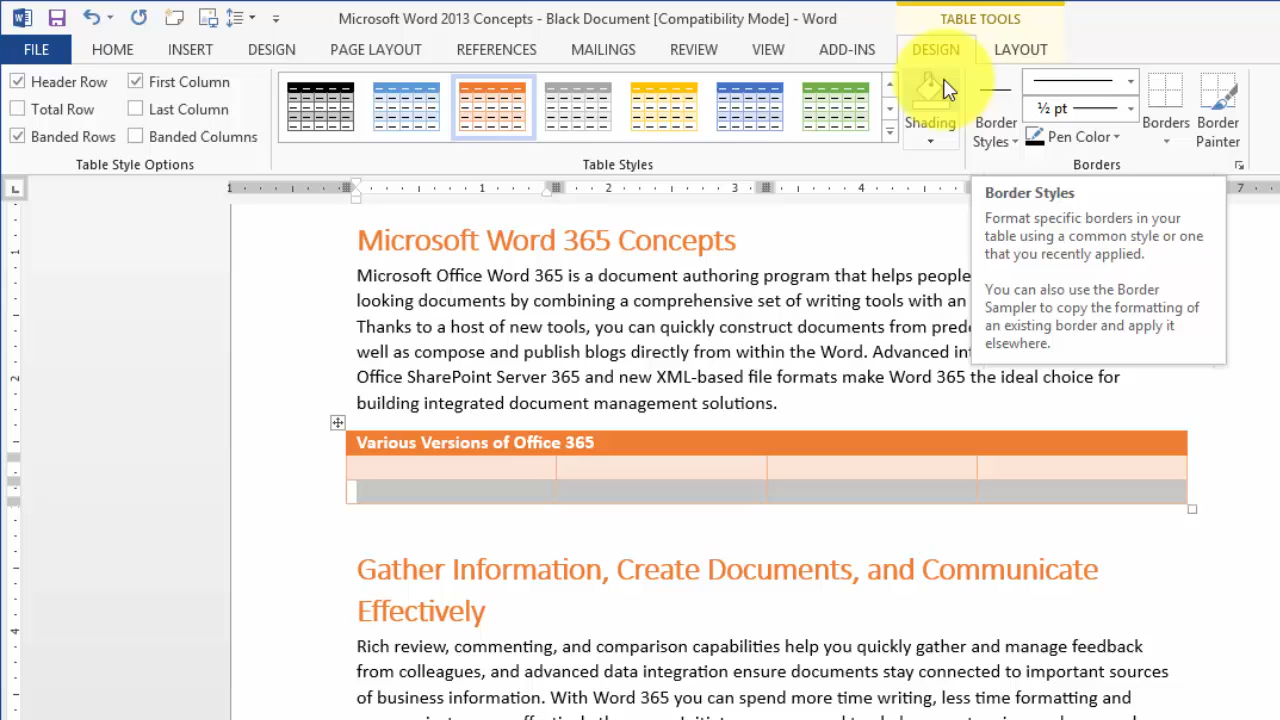 Microsoft Word 2013 Concepts - Black Document [Compatibility Mode] - Word
TABLE TOOLS
FILE HOME INSERT DESIGN PAGE LAYOUT REFERENCES MAILINGS REVIEW VIEW ADD-INS DESIGN LAYOUT
Header Row First Column
Total Row Last Column
Banded Rows Banded Columns
Table Style Options
Table Styles
Shading
Border
Styles
½ pt
Pen Color
Borders
Border
Painter
Borders
L
1 1 2 3 4 7
Border Styles
Format specific borders in your
table using a common style or one
that you recently applied.
You can also use the Border
Sampler to copy the formatting of
an existing border and apply it
elsewhere.
1
2
4
Microsoft Word 365 Concepts
Microsoft Office Word 365 is a document authoring program that helps people
looking documents by combining a comprehensive set of writing tools with an
Thanks to a host of new tools, you can quickly construct documents from prede
well as compose and publish blogs directly from within the Word. Advanced int
Office SharePoint Server 365 and new XML-based file formats make Word 365 the ideal choice for
building integrated document management solutions.
Various Versions of Office 365
Gather Information, Create Documents, and Communicate
Effectively
Rich review, commenting, and comparison capabilities help you quickly gather and manage feedback
from colleagues, and advanced data integration ensure documents stay connected to important sources
of business information. With Word 365 you can spend more time writing, less time formatting and